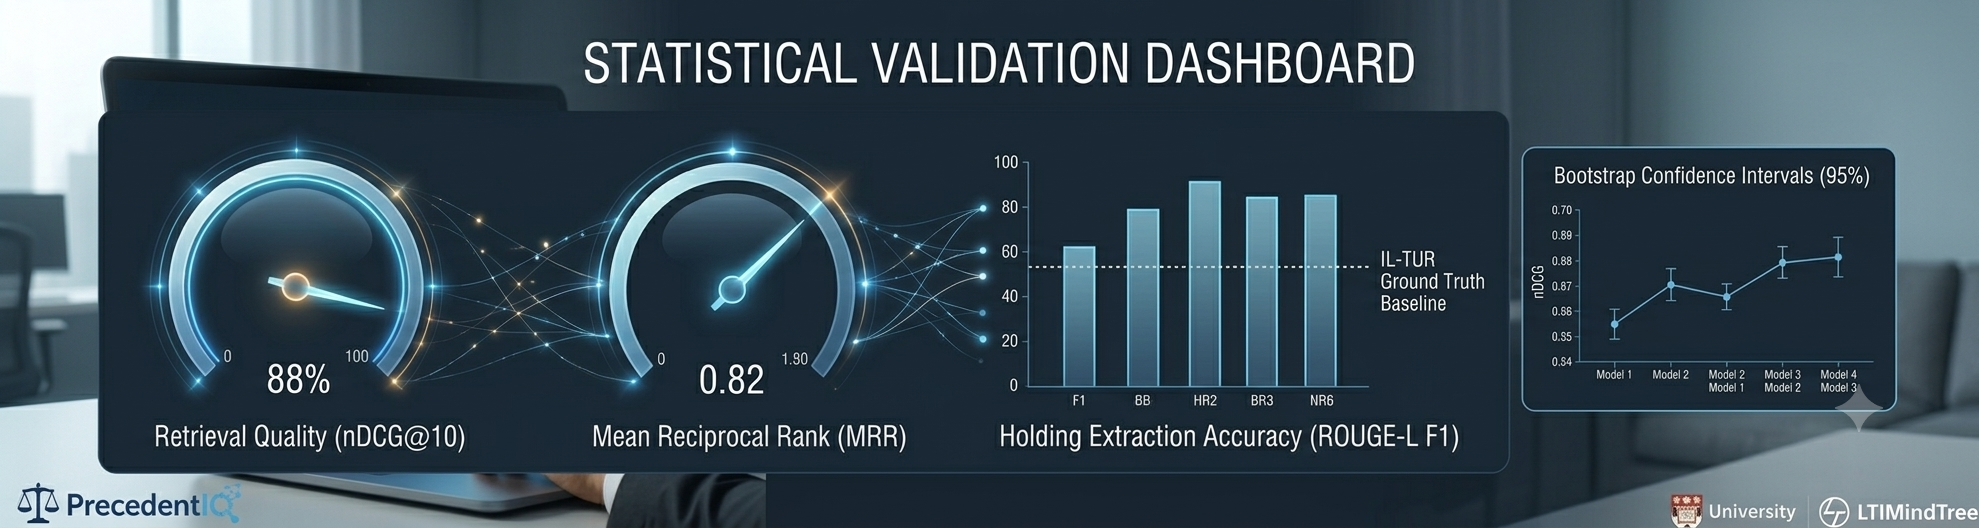 STATISTICAL VALIDATION DASHBOARD
0
100
88%
Retrieval Quality (nDCG@10)
0
1.90
0.82
Mean Reciprocal Rank (MRR)
100
80
60
40
20
0
F1 BB HR2 BR3 NR6
IL-TUR
Ground Truth
Baseline
Holding Extraction Accuracy (ROUGE-L F1)
Bootstrap Confidence Intervals (95%)
nDCG
0.70
0.89
0.88
0.87
0.68
0.55
0.54
Model 1 Model 2 Model 2 Model 3 Model 4
Model 1 Model 2 Model 3
PrecedentIQ
University
LTIMindTree